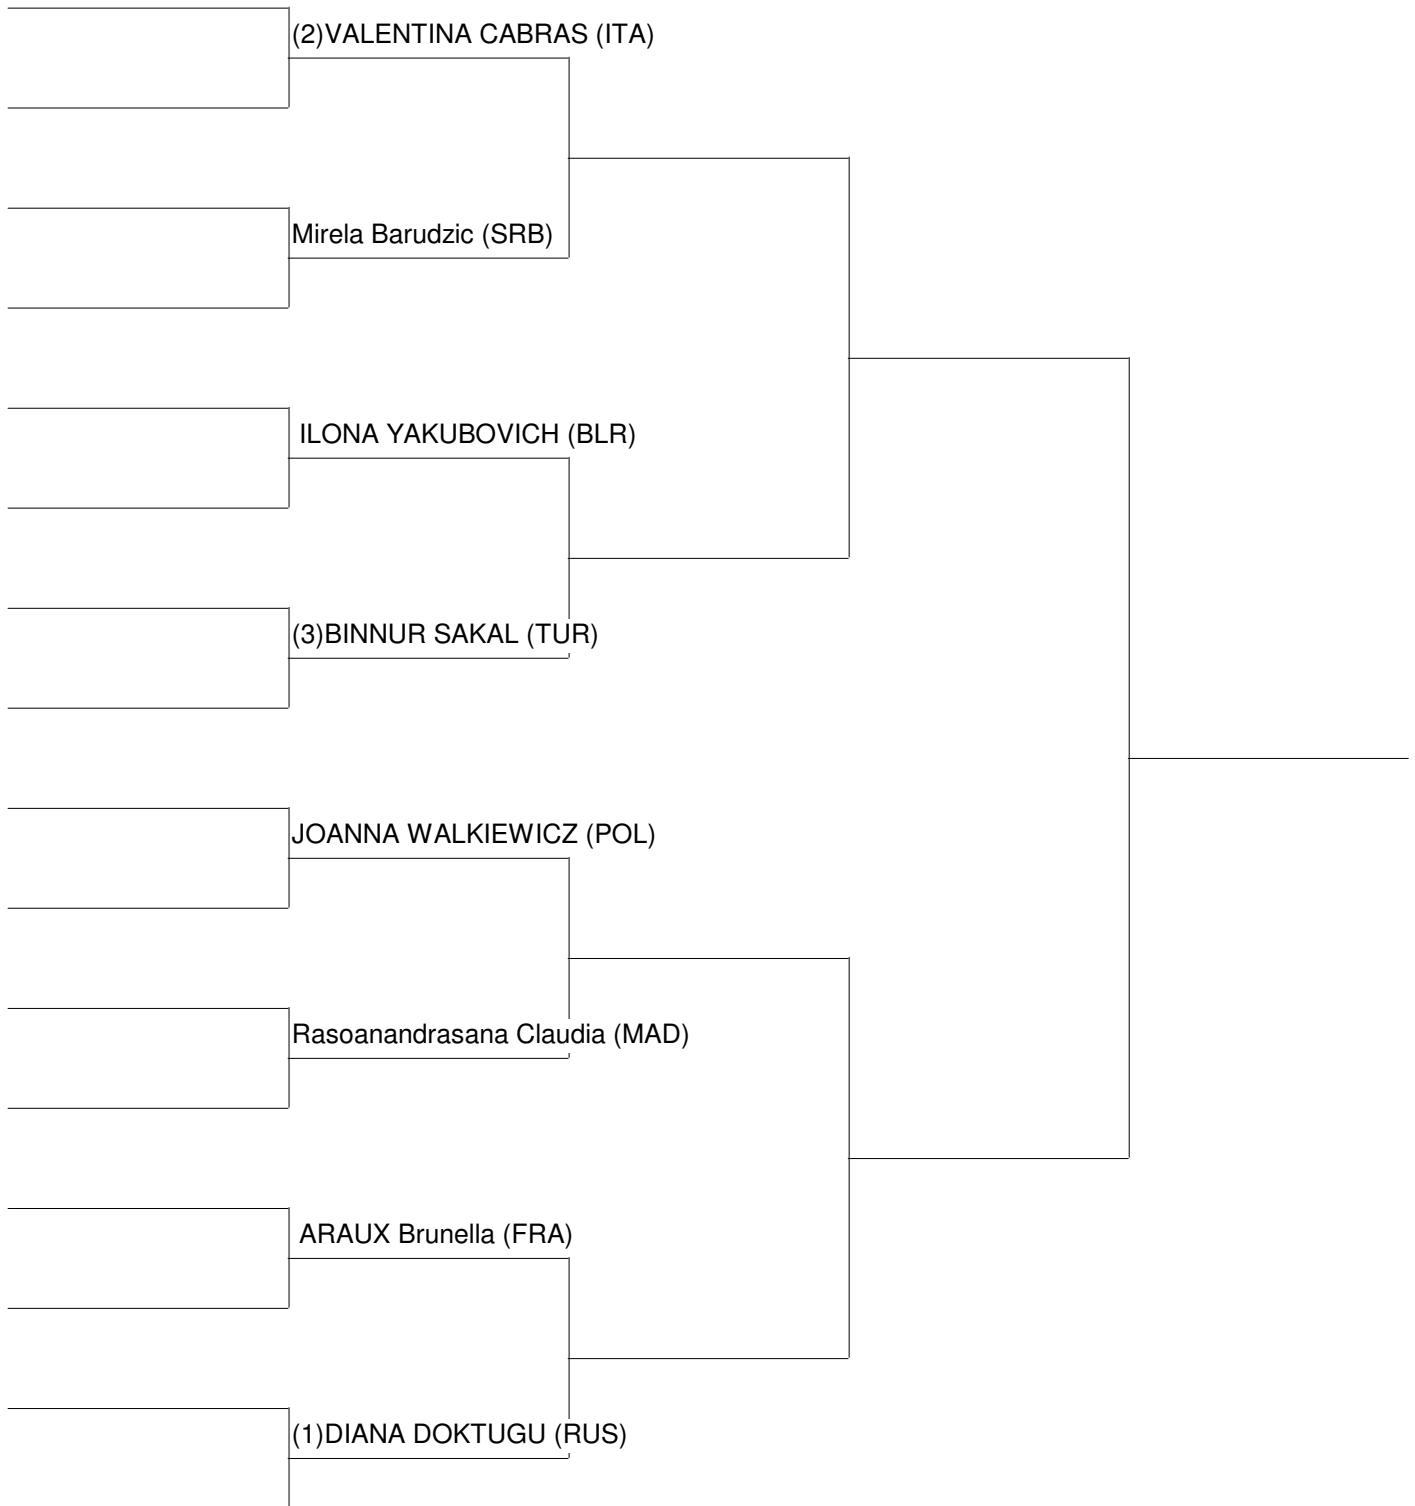 (2)VALENTINA CABRAS (ITA)
Mirela Barudzic (SRB)
ILONA YAKUBOVICH (BLR)
(3)BINNUR SAKAL (TUR)
JOANNA WALKIEWICZ (POL)
Rasoanandrasana Claudia (MAD)
ARAUX Brunella (FRA)
(1)DIANA DOKTUGU (RUS)